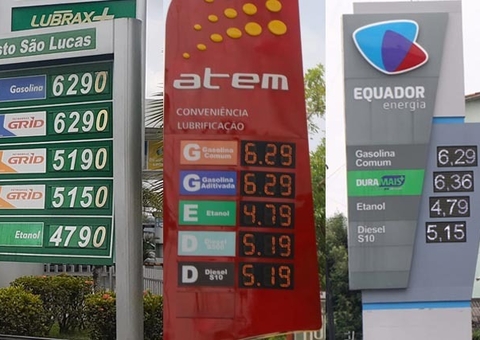 LUBRAX+
sto São Lucas
Gasolina 6290
GRID 6290
GRID 5190
GRID 5150
Etanol 4790
atem
CONVENIÊNCIA
LUBRIFICAÇÃO
G Gasolina Comum 6.29
G Gasolina Aditivada 6.29
E Etanol 4.79
D Diesel 5.19
D Diesel S10 5.19
EQUADOR
energia
Gasolina Comum 6,29
DURAMAIS 6,36
Etanol 4,79
Diesel S10 5,15